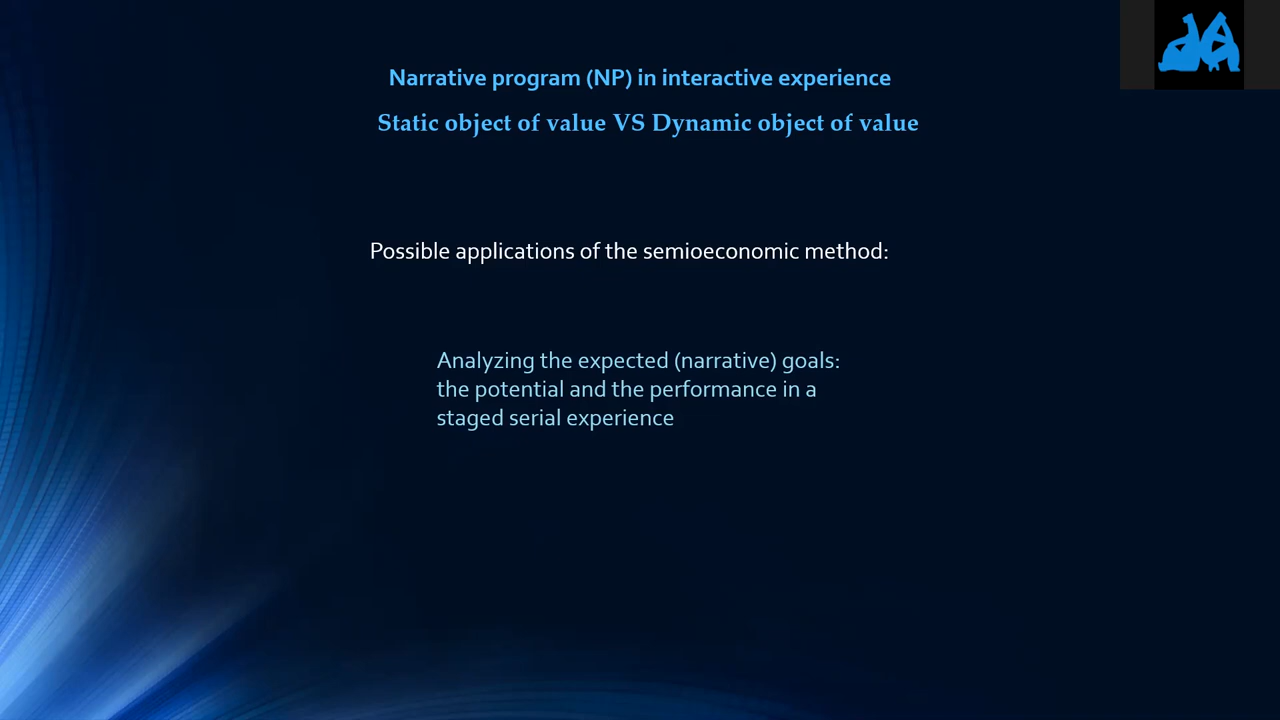 Narrative program (NP) in interactive experience
Static object of value VS Dynamic object of value
Possible applications of the semioeconomic method:
Analyzing the expected (narrative) goals:
the potential and the performance in a
staged serial experience